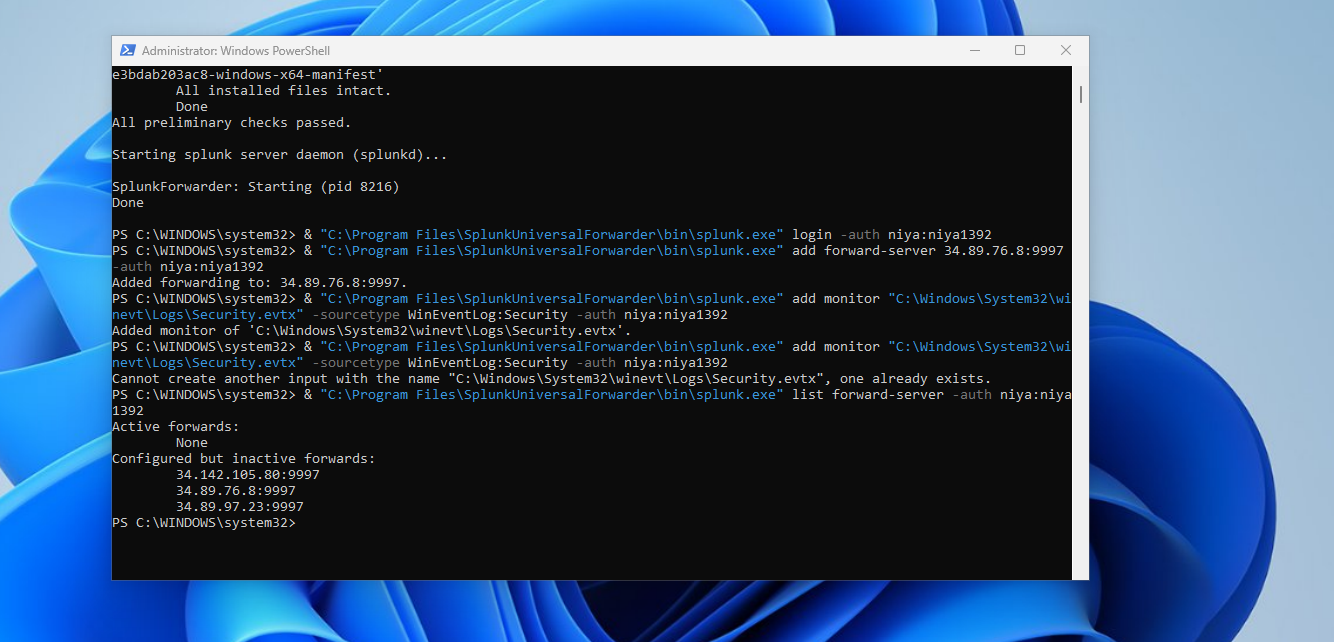 Administrator: Windows PowerShell
e3bdab203ac8-windows-x64-manifest'
All installed files intact.
Done
All preliminary checks passed.
Starting splunk server daemon (splunkd)...
SplunkForwarder: Starting (pid 8216)
Done
PS C:\WINDOWS\system32> & "C:\Program Files\SplunkUniversalForwarder\bin\splunk.exe" login -auth niya:niya1392
PS C:\WINDOWS\system32> & "C:\Program Files\SplunkUniversalForwarder\bin\splunk.exe" add forward-server 34.89.76.8:9997
-auth niya:niya1392
Added forwarding to: 34.89.76.8:9997.
PS C:\WINDOWS\system32> & "C:\Program Files\SplunkUniversalForwarder\bin\splunk.exe" add monitor "C:\Windows\System32\wi
nevt\Logs\Security.evtx" -sourcetype WinEventLog:Security -auth niya:niya1392
Added monitor of 'C:\Windows\System32\winevt\Logs\Security.evtx'.
PS C:\WINDOWS\system32> & "C:\Program Files\SplunkUniversalForwarder\bin\splunk.exe" add monitor "C:\Windows\System32\wi
nevt\Logs\Security.evtx" -sourcetype WinEventLog:Security -auth niya:niya1392
Cannot create another input with the name "C:\Windows\System32\winevt\Logs\Security.evtx", one already exists.
PS C:\WINDOWS\system32> & "C:\Program Files\SplunkUniversalForwarder\bin\splunk.exe" list forward-server -auth niya:niya
1392
Active forwards:
None
Configured but inactive forwards:
34.142.105.80:9997
34.89.76.8:9997
34.89.97.23:9997
PS C:\WINDOWS\system32>